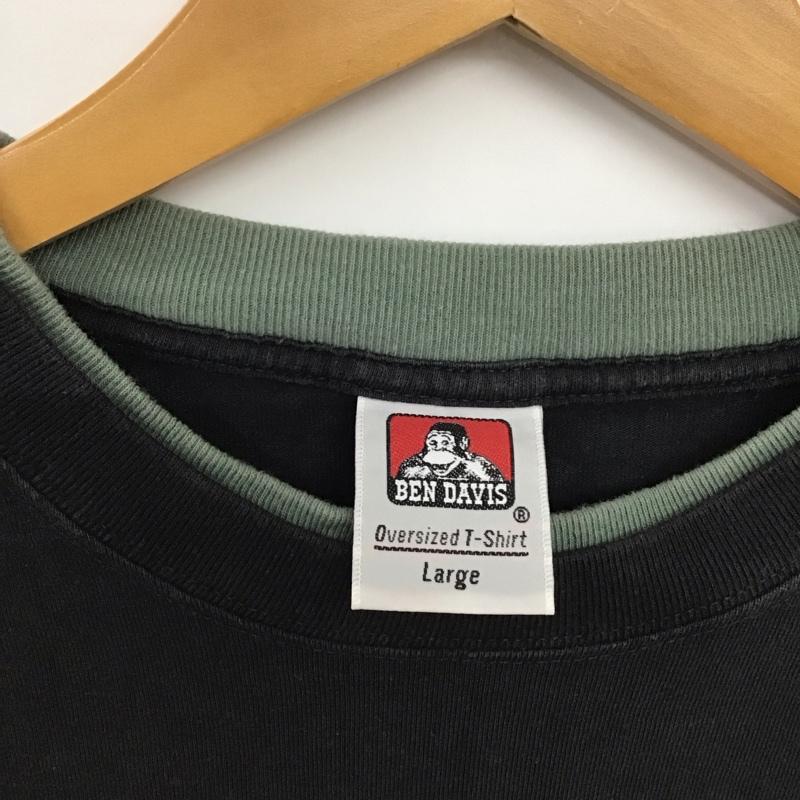 BEN DAVIS
®
Oversized T-Shirt
Large